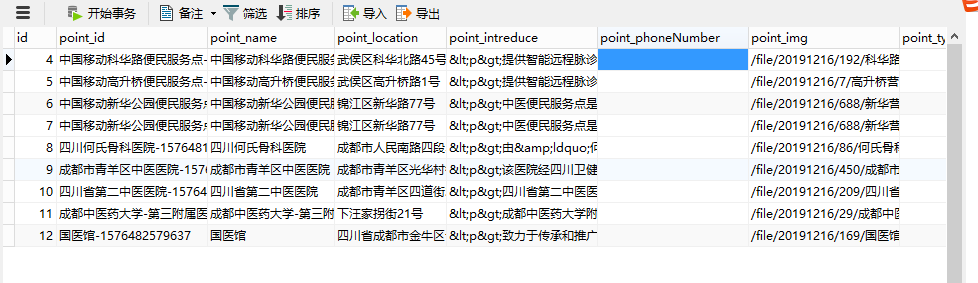 开始事务 备注 筛选 排序 导入 导出
id point_id point_name point_location point_intreduce point_phoneNumber point_img point_ty
4 中国移动科华路便民服务点- 中国移动科华路便民服 武侯区科华北路45号 &lt;p&gt;提供智能远程脉诊 /file/20191216/192/科华路
5 中国移动高升桥便民服务点- 中国移动高升桥便民服 武侯区高升桥路1号 &lt;p&gt;提供智能远程脉诊 /file/20191216/7/高升桥营
6 中国移动新华公园便民服务点 中国移动新华公园便民服 锦江区新华路77号 &lt;p&gt;中医便民服务点是 /file/20191216/688/新华营
7 中国移动新华公园便民服务点 中国移动新华公园便民服 锦江区新华路77号 &lt;p&gt;中医便民服务点是 /file/20191216/688/新华营
8 四川何氏骨科医院-1576481 四川何氏骨科医院 成都市人民南路四段 &lt;p&gt;由&amp;ldquo;何氏 /file/20191216/86/何氏骨科
9 成都市青羊区中医医院-1576 成都市青羊区中医医院 成都市青羊区光华村 &lt;p&gt;该医院经四川卫健 /file/20191216/450/成都市
10 四川省第二中医医院-157648 四川省第二中医医院 成都市青羊区四道街 &lt;p&gt;四川省第二中医医 /file/20191216/209/四川省
11 成都中医药大学-第三附属医 成都中医药大学-第三附 下汪家拐街21号 &lt;p&gt;成都中医药大学附 /file/20191216/29/成都中医
12 国医馆-1576482579637 国医馆 四川省成都市金牛区 &lt;p&gt;致力于传承和推广 /file/20191216/169/国医馆